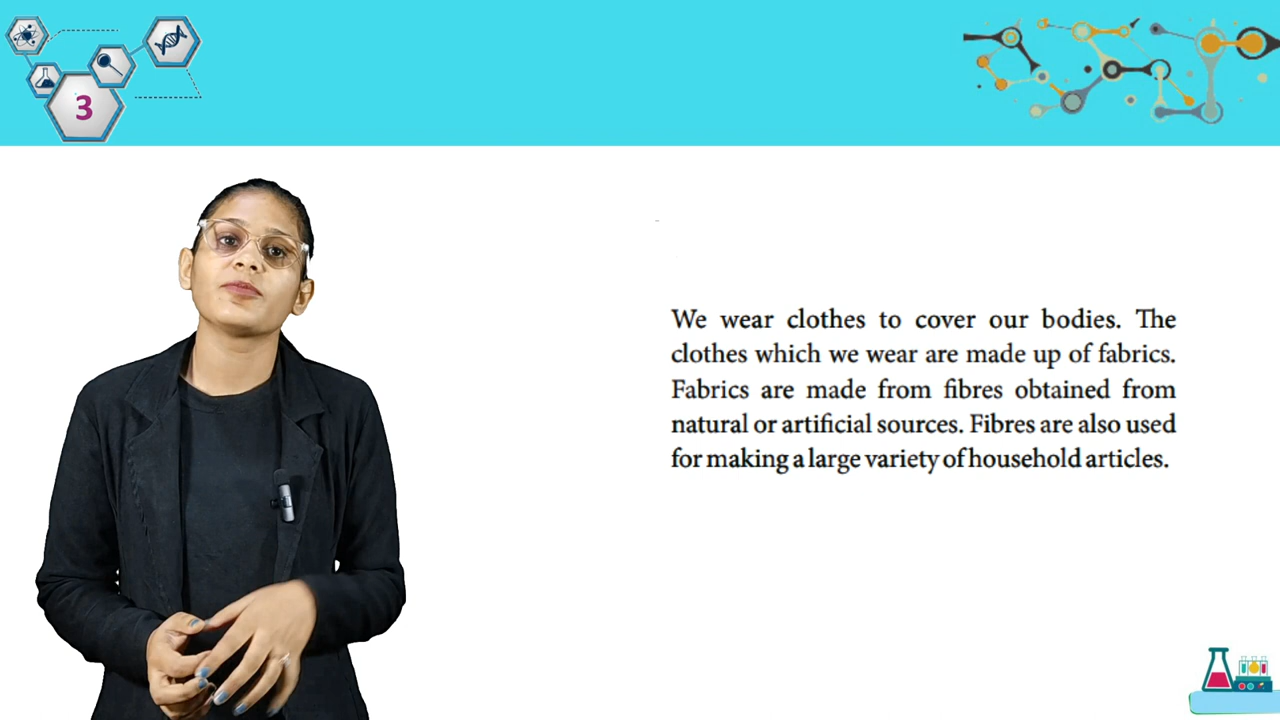 3
We wear clothes to cover our bodies. The
clothes which we wear are made up of fabrics.
Fabrics are made from fibres obtained from
natural or artificial sources. Fibres are also used
for making a large variety of household articles.